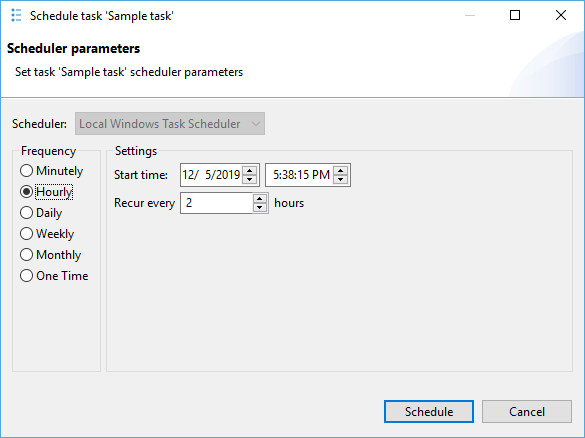 Schedule task 'Sample task'
Scheduler parameters
Set task 'Sample task' scheduler parameters
Scheduler: Local Windows Task Scheduler
Frequency
Minutely
Hourly
Daily
Weekly
Monthly
One Time
Settings
Start time: 12/ 5/2019 5:38:15 PM
Recur every 2 hours
Schedule Cancel